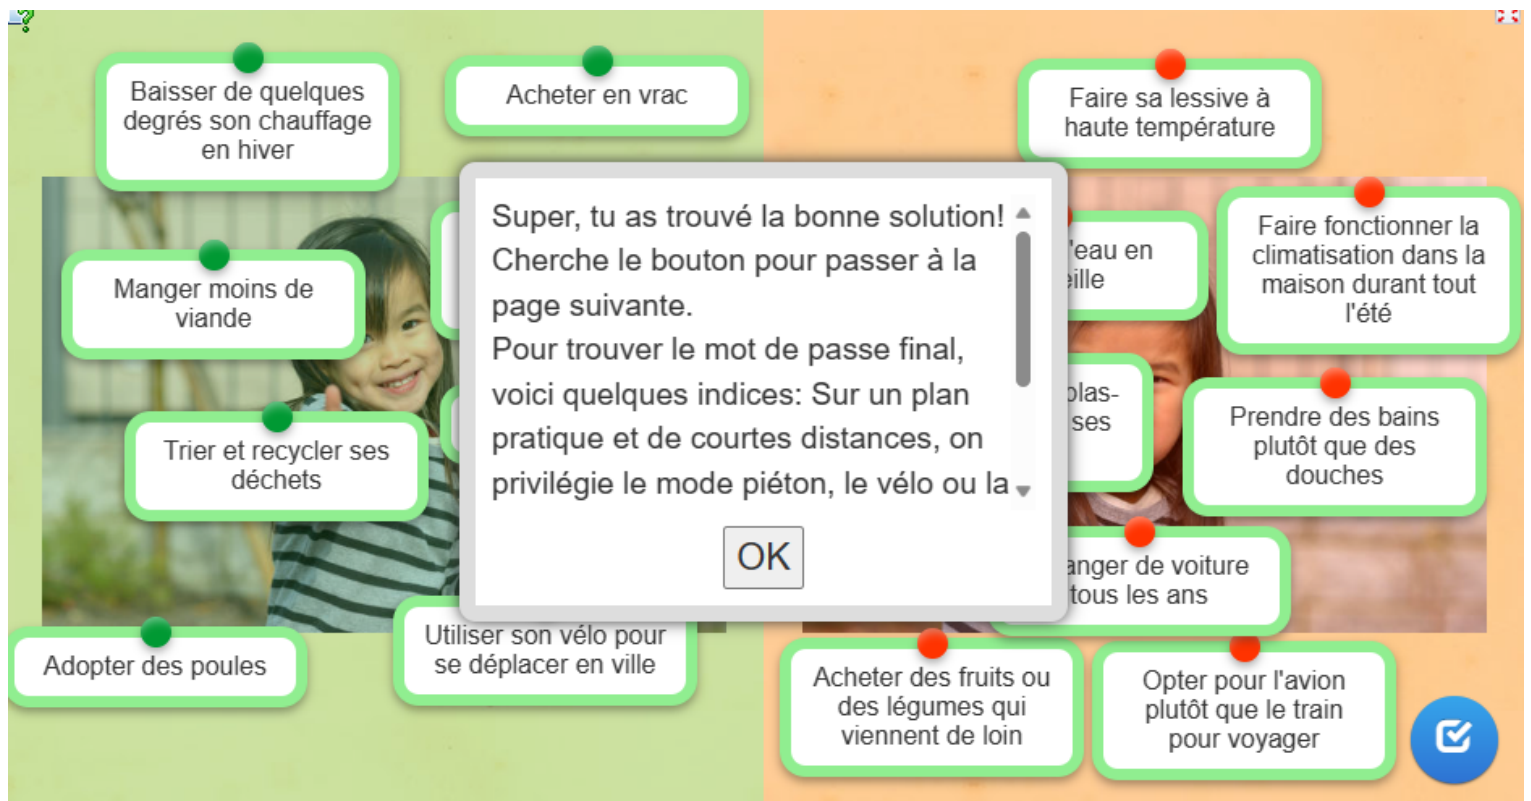 Baisser de quelques
degrés son chauffage
en hiver
Acheter en vrac
Faire sa lessive à
haute température
Manger moins de
viande
Super, tu as trouvé la bonne solution!
Cherche le bouton pour passer à la
page suivante.
Pour trouver le mot de passe final,
voici quelques indices: Sur un plan
pratique et de courtes distances, on
privilégie le mode piéton, le vélo ou la
OK
'eau en
Faire fonctionner la
climatisation dans la
maison durant tout
l'été
Trier et recycler ses
déchets
ses
Prendre des bains
plutôt que des
douches
de voiture
tous les ans
Adopter des poules
Utiliser son vélo pour
se déplacer en ville
Acheter des fruits ou
des légumes qui
viennent de loin
Opter pour l'avion
plutôt que le train
pour voyager